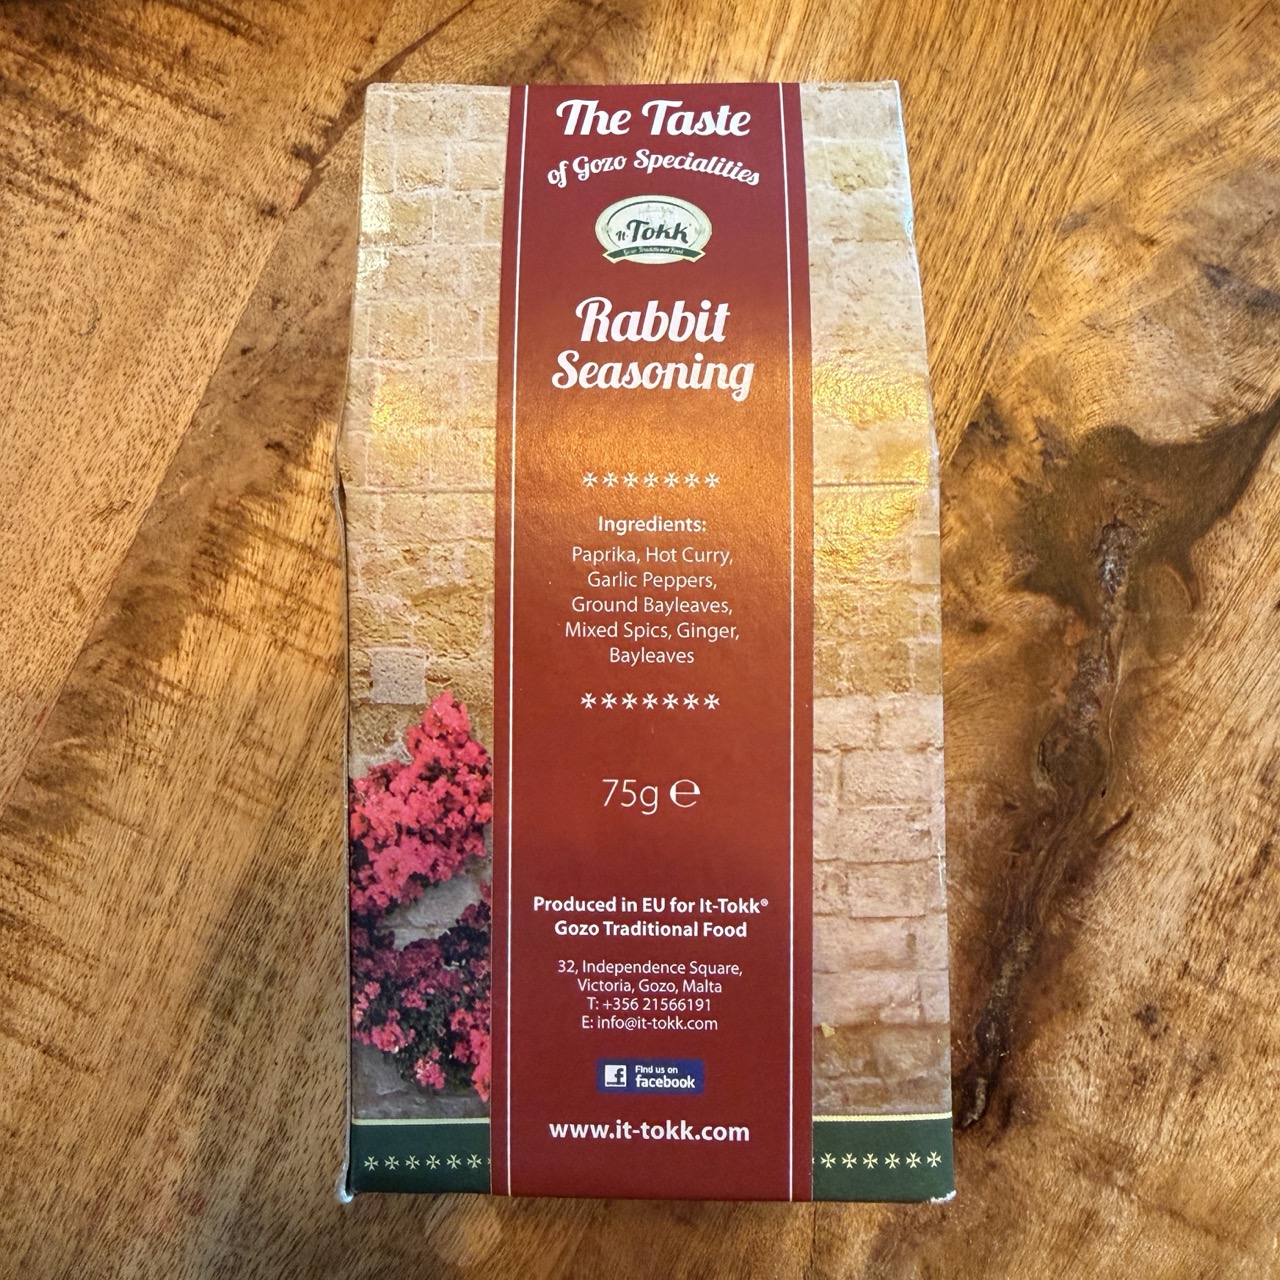 The Taste
of Gozo Specialities
It-Tokk
Rabbit
Seasoning
Ingredients:
Paprika, Hot Curry,
Garlic Peppers,
Ground Bayleaves,
Mixed Spics, Ginger,
Bayleaves
75g ℮
Produced in EU for It-Tokk®
Gozo Traditional Food
32, Independence Square,
Victoria, Gozo, Malta
T: +356 21566191
E: info@it-tokk.com
Find us on
facebook
www.it-tokk.com